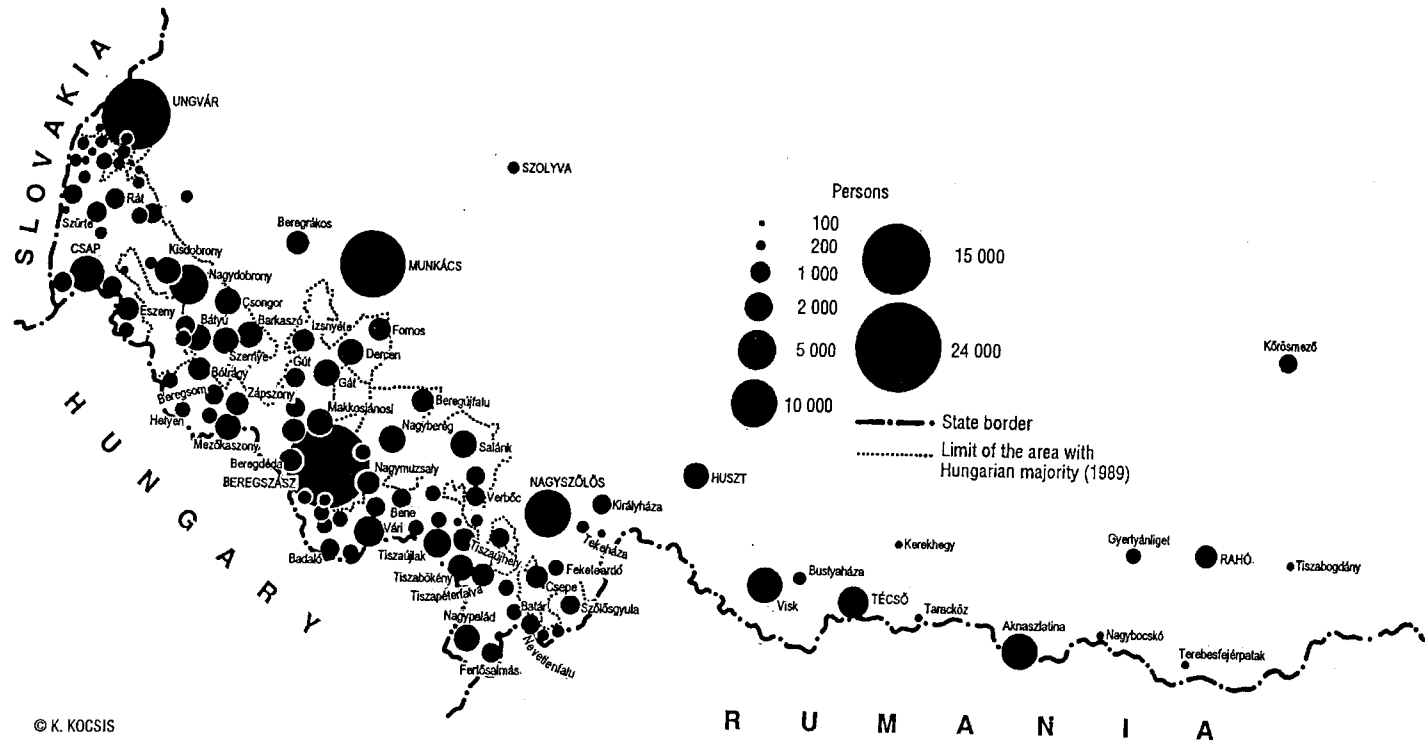 SLOVAKIA
UNGVÁR
SZOLYVA
Rát
Szürte
Beregrákos
CSAP
Kisdobrony
MUNKÁCS
Nagydobrony
Csongor
Eszeny
Bátyú
Barkaszó
Izsnyéte
Fornos
Szernye
Gút
Dercen
Bótrágy
Gát
Beregsom
Zápszony
Makkosjánosi
Beregújfalu
Helyen
Nagybereg
Mezőkaszony
Salánk
Beregdéda
Nagymuzsaly
BEREGSZÁSZ
NAGYSZŐLŐS
HUSZT
Verbőc
Királyháza
Bene
Vári
Tekeháza
Badaló
Tiszaújlak
Tiszaújhely
Tiszabökény
Feketeardó
Tiszapéterfalva
Csepe
Batár
Szőlősgyula
Nagypalád
Nevetlenfalu
Fertősalmás
Kőrösmező
Kerekhegy
Gyertyánliget
RAHÓ
Tiszabogdány
Bustyaháza
Visk
TÉCSŐ
Taracköz
Aknaszlatina
Nagybocskó
Terebesfejérpatak
Persons
100
200
1 000
2 000
5 000
10 000
15 000
24 000
State border
Limit of the area with
Hungarian majority (1989)
HUNGARY
RUMANIA
© K. KOCSIS